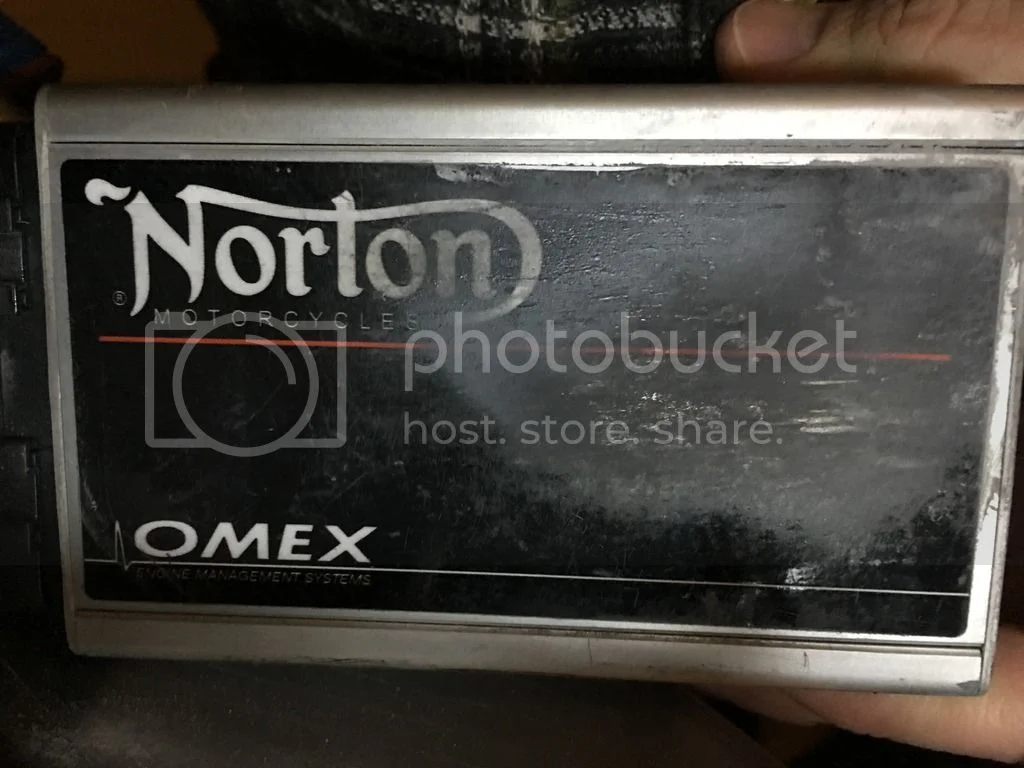 Norton
®
MOTORCYCLES
photobucket
host. store. share.
OMEX
ENGINE MANAGEMENT SYSTEMS